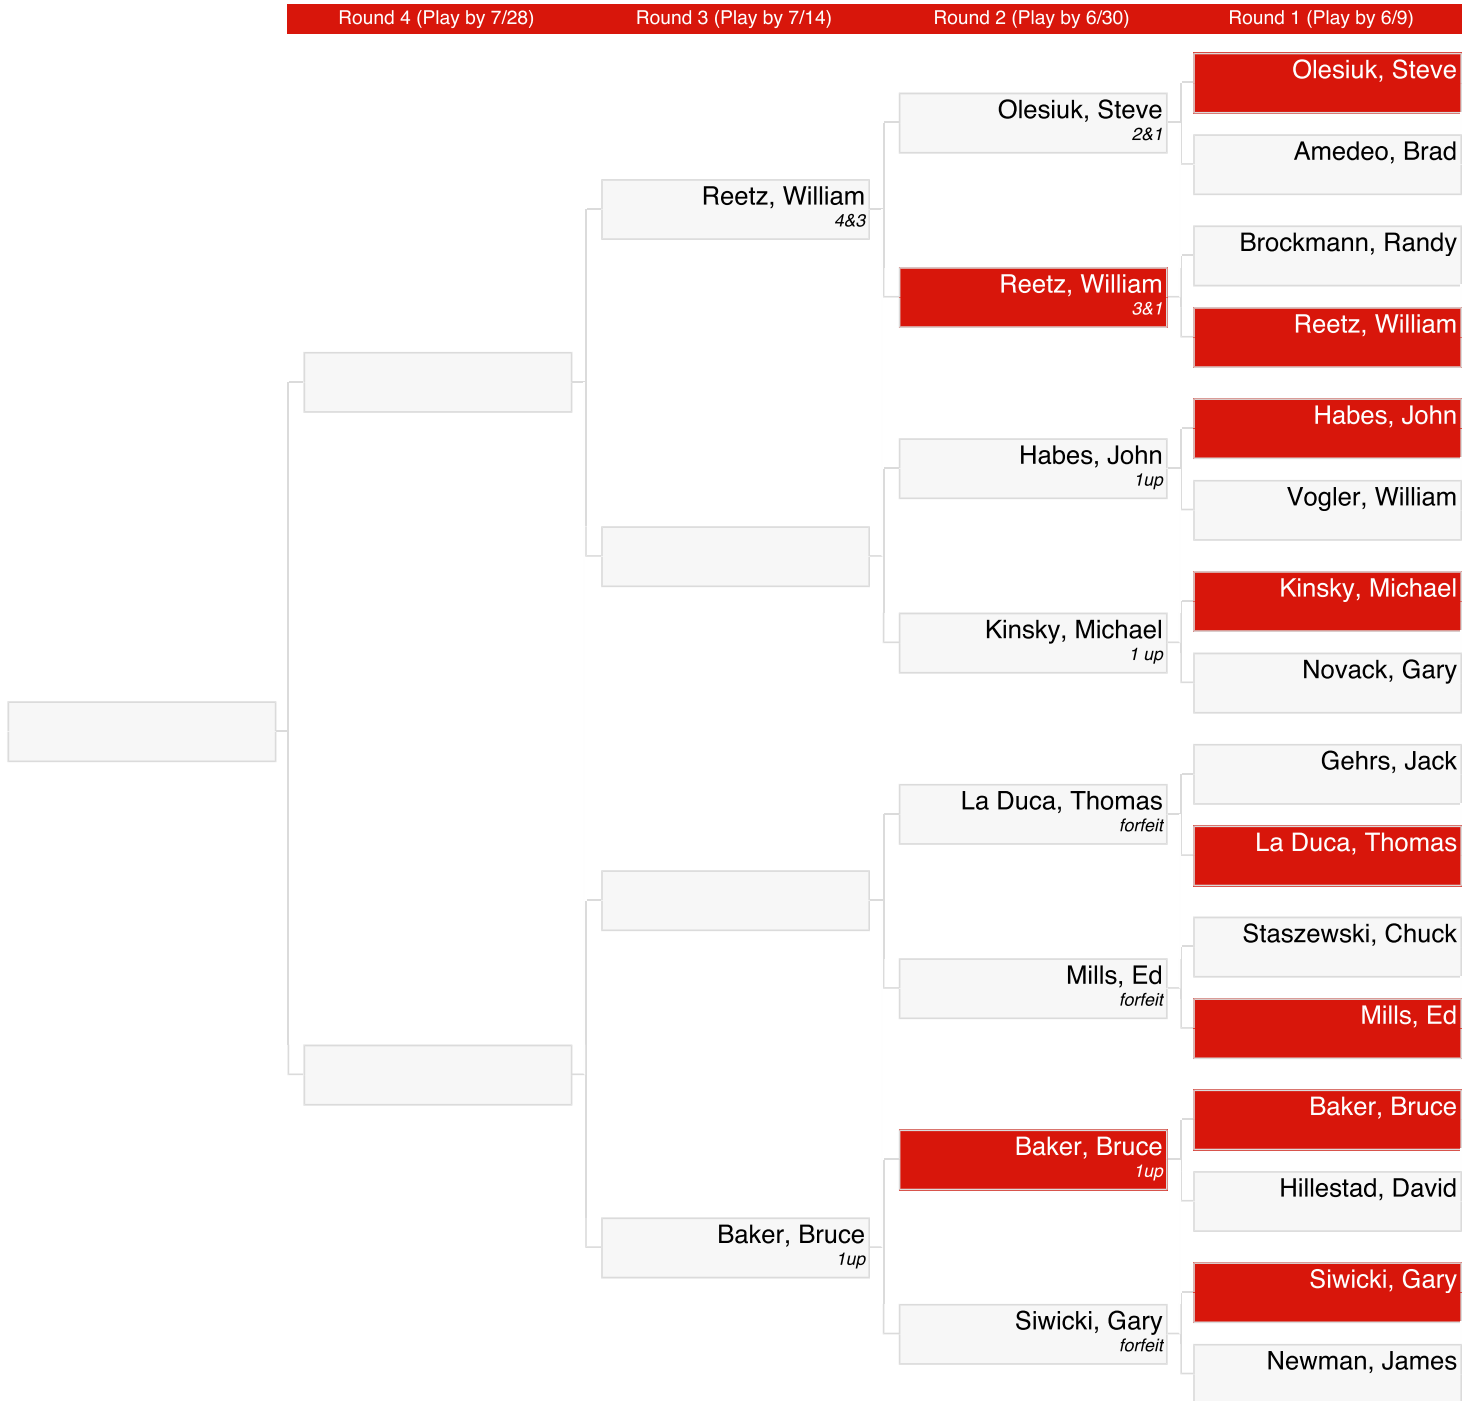 Round 4 (Play by 7/28)
Round 3 (Play by 7/14)
Round 2 (Play by 6/30)
Round 1 (Play by 6/9)
Olesiuk, Steve
Olesiuk, Steve
2&1
Amedeo, Brad
Reetz, William
4&3
Brockmann, Randy
Reetz, William
3&1
Reetz, William
Habes, John
Habes, John
1up
Vogler, William
Kinsky, Michael
Kinsky, Michael
1 up
Novack, Gary
Gehrs, Jack
La Duca, Thomas
forfeit
La Duca, Thomas
Staszewski, Chuck
Mills, Ed
forfeit
Mills, Ed
Baker, Bruce
Baker, Bruce
1up
Hillestad, David
Baker, Bruce
1up
Siwicki, Gary
Siwicki, Gary
forfeit
Newman, James